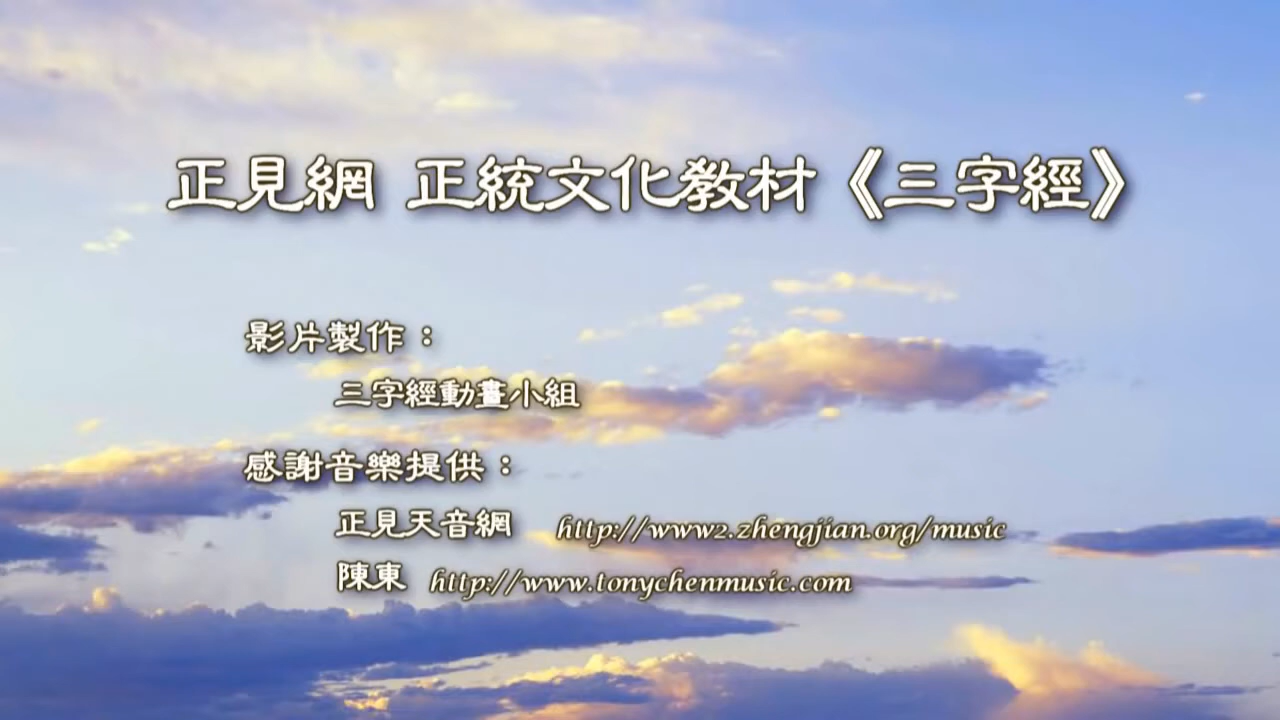 正見網 正統文化教材《三字經》
影片製作：
三字經動畫小組
感謝音樂提供：
正見天音網 http://www2.zhengjian.org/music
陳東 http://www.tonychenmusic.com